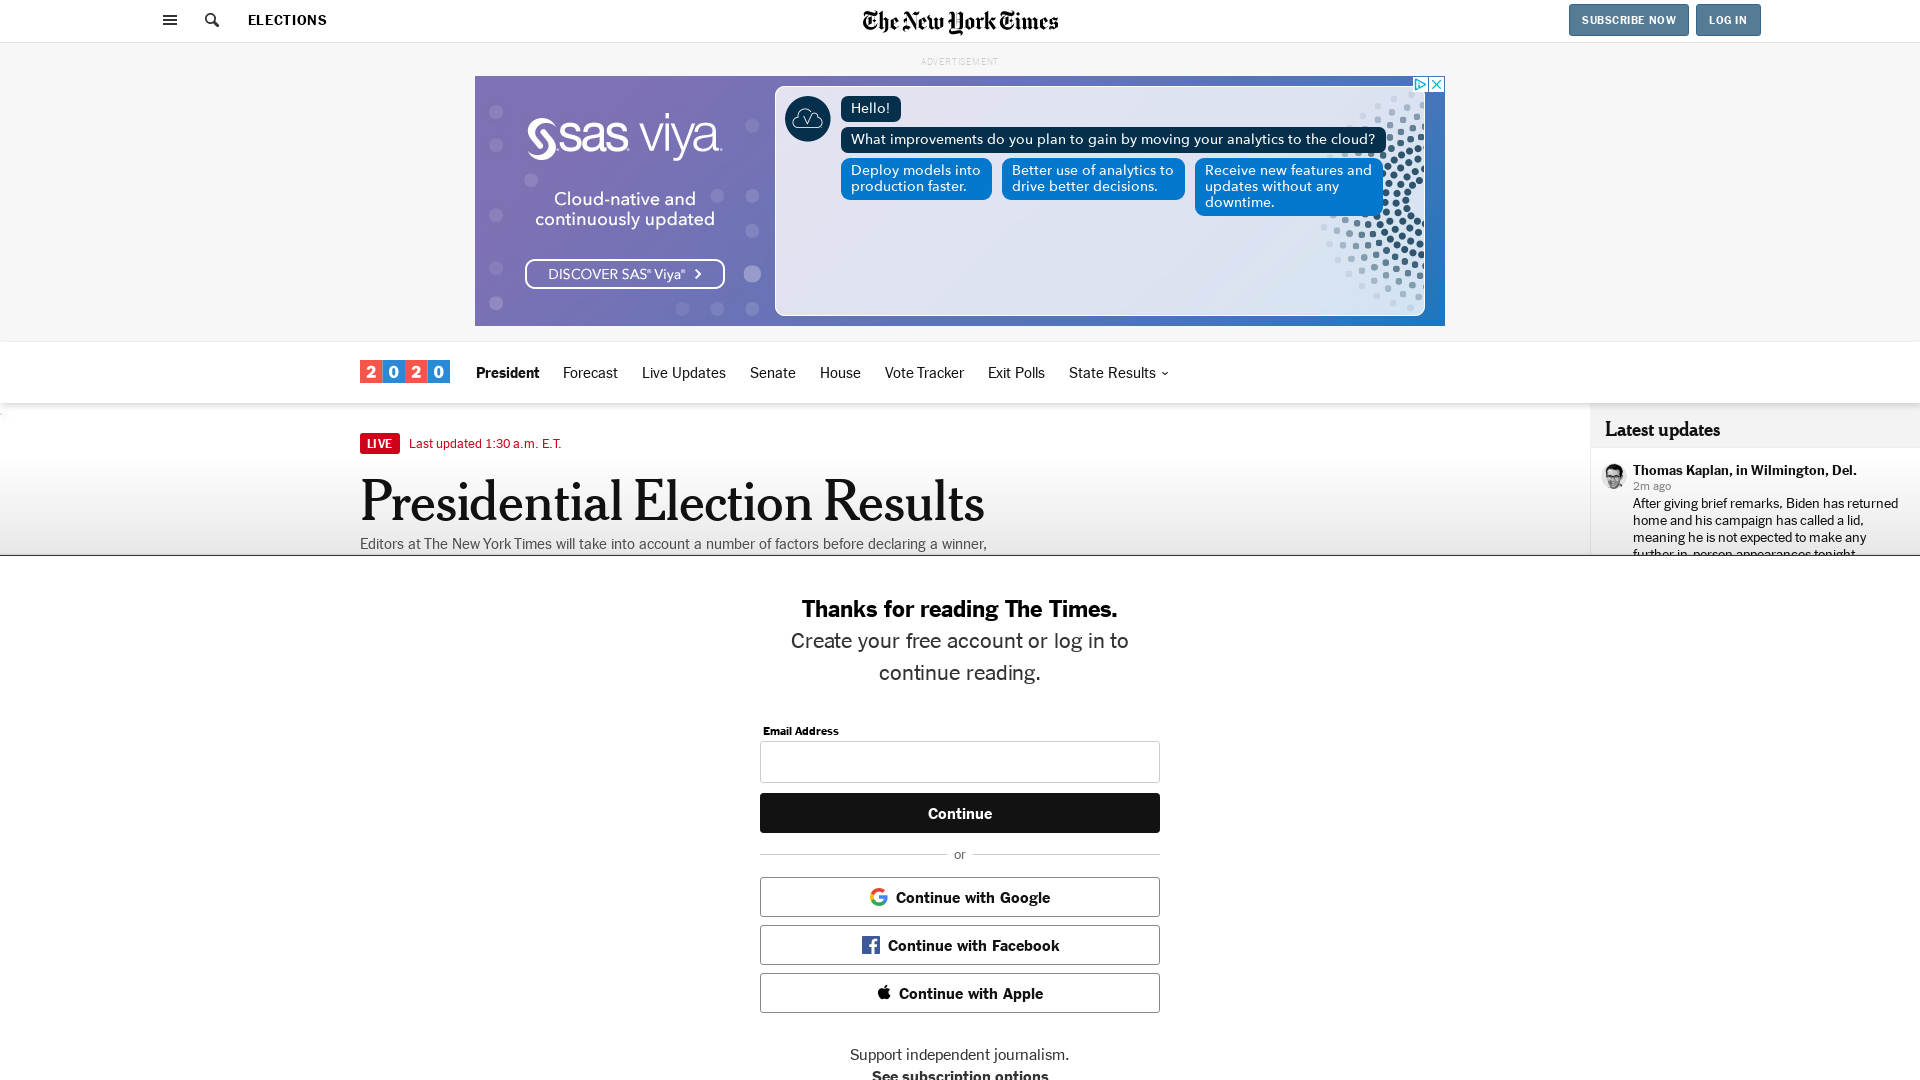 ELECTIONS
The New York Times
SUBSCRIBE NOW
LOG IN
ADVERTISEMENT
sas viya
Cloud-native and
continuously updated
DISCOVER SAS® Viya®
Hello!
What improvements do you plan to gain by moving your analytics to the cloud?
Deploy models into
production faster.
Better use of analytics to
drive better decisions.
Receive new features and
updates without any
downtime.
2020
President
Forecast
Live Updates
Senate
House
Vote Tracker
Exit Polls
State Results
LIVE
Last updated 1:30 a.m. E.T.
Presidential Election Results
Editors at The New York Times will take into account a number of factors before declaring a winner,
Latest updates
Thomas Kaplan, in Wilmington, Del.
2m ago
After giving brief remarks, Biden has returned
home and his campaign has called a lid,
meaning he is not expected to make any
further in-person appearances tonight.
Thanks for reading The Times.
Create your free account or log in to
continue reading.
Email Address
Continue
or
Continue with Google
Continue with Facebook
Continue with Apple
Support independent journalism.
See subscription options